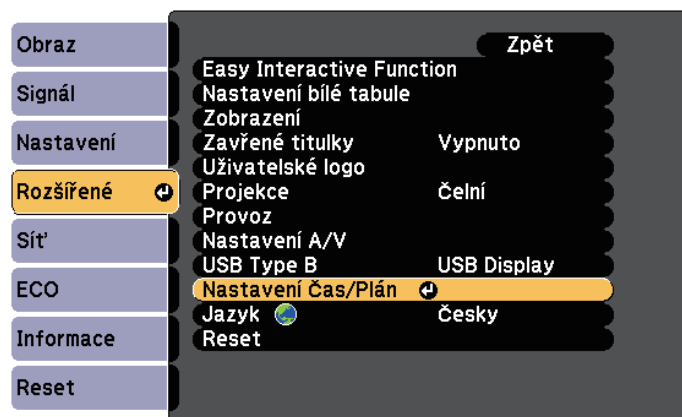 Obraz
Signál
Nastavení
Rozšířené
Síť
ECO
Informace
Reset
Zpět
Easy Interactive Function
Nastavení bílé tabule
Zobrazení
Zavřené titulky Vypnuto
Uživatelské logo
Projekce Čelní
Provoz
Nastavení A/V
USB Type B USB Display
Nastavení Čas/Plán
Jazyk Česky
Reset